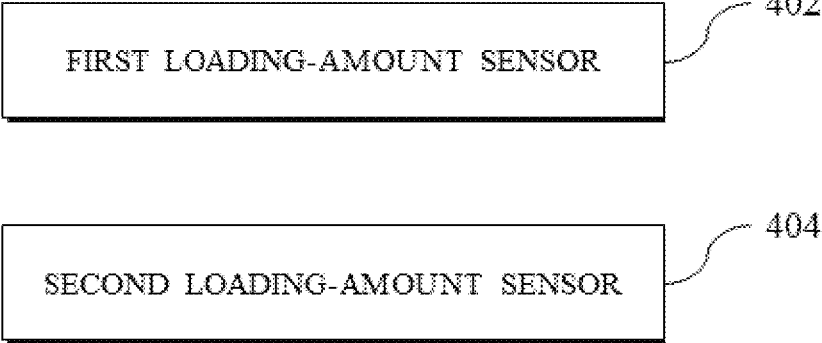 402
FIRST LOADING-AMOUNT SENSOR
404
SECOND LOADING-AMOUNT SENSOR